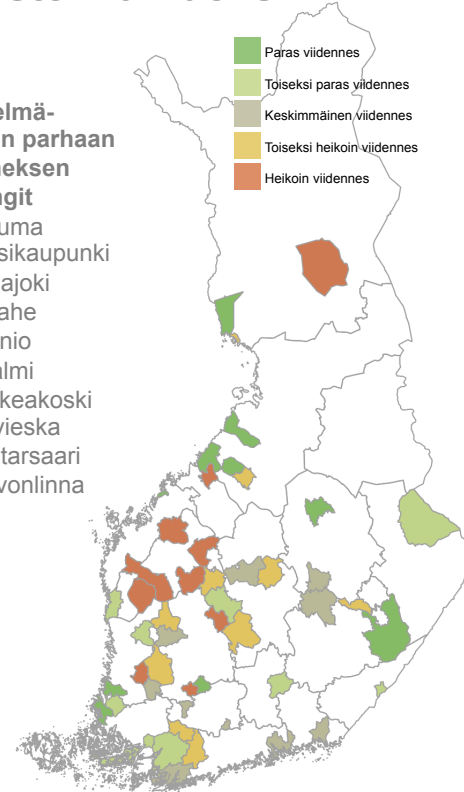 Paras viidennes
Toiseksi paras viidennes
Keskimmäinen viidennes
Toiseksi heikoin viidennes
Heikoin viidennes
elmä-
n parhaan
neksen
ngit
uma
sikaupunki
ajoki
ahe
nio
almi
keakoski
vieska
tarsaari
vonlinna